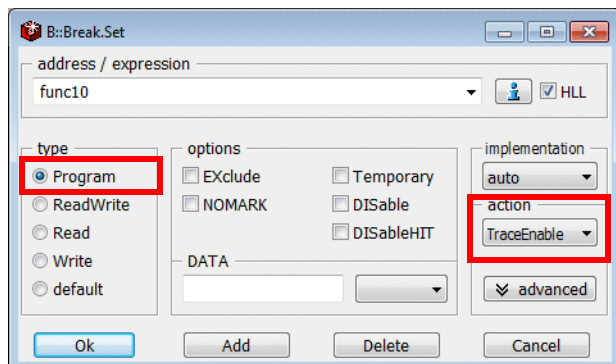 B::Break.Set
address / expression
func10
HLL
type
options
implementation
Program
EXclude
Temporary
auto
ReadWrite
NOMARK
DISable
action
Read
DISableHIT
TraceEnable
Write
DATA
default
advanced
Ok
Add
Delete
Cancel